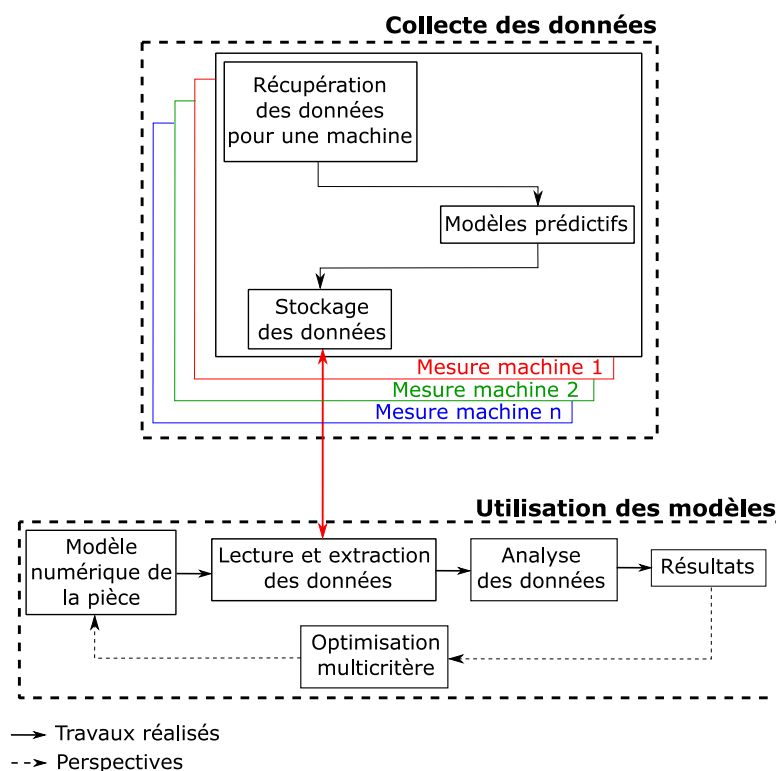 Collecte des données
Récupération
des données
pour une machine
Modèles prédictifs
Stockage
des données
Mesure machine 1
Mesure machine 2
Mesure machine n
Utilisation des modèles
Modèle
numérique de
la pièce
Lecture et extraction
des données
Analyse
des données
Résultats
Optimisation
multicritère
Travaux réalisés
Perspectives